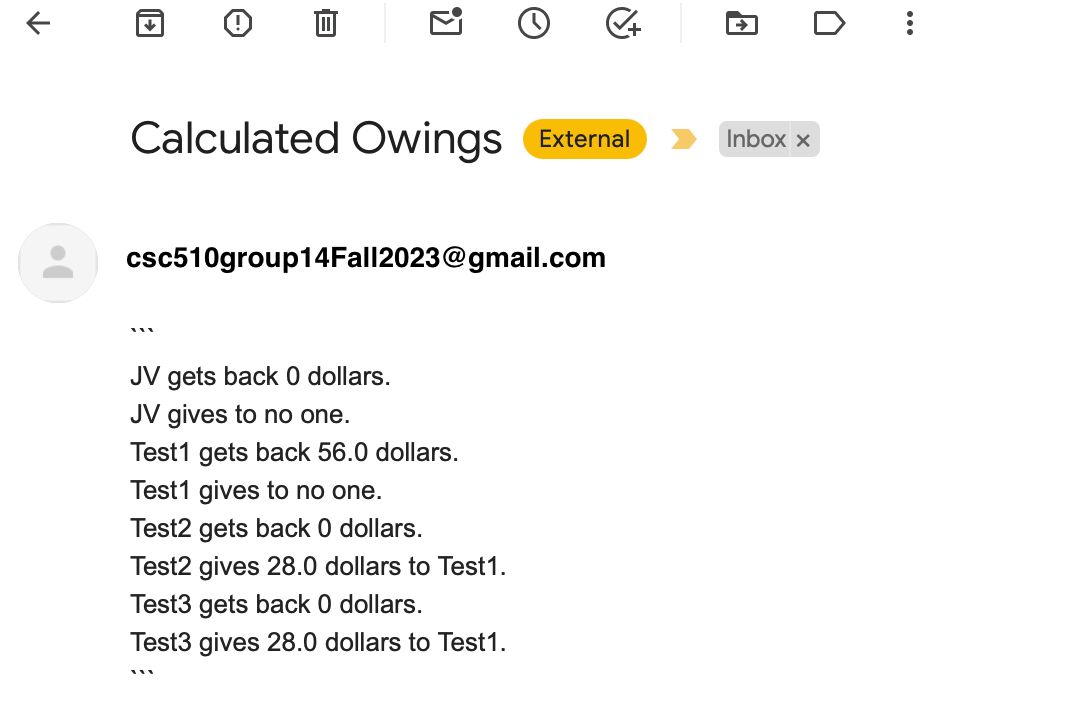 Calculated Owings External Inbox ×
csc510group14Fall2023@gmail.com
```
JV gets back 0 dollars.
JV gives to no one.
Test1 gets back 56.0 dollars.
Test1 gives to no one.
Test2 gets back 0 dollars.
Test2 gives 28.0 dollars to Test1.
Test3 gets back 0 dollars.
Test3 gives 28.0 dollars to Test1.
```